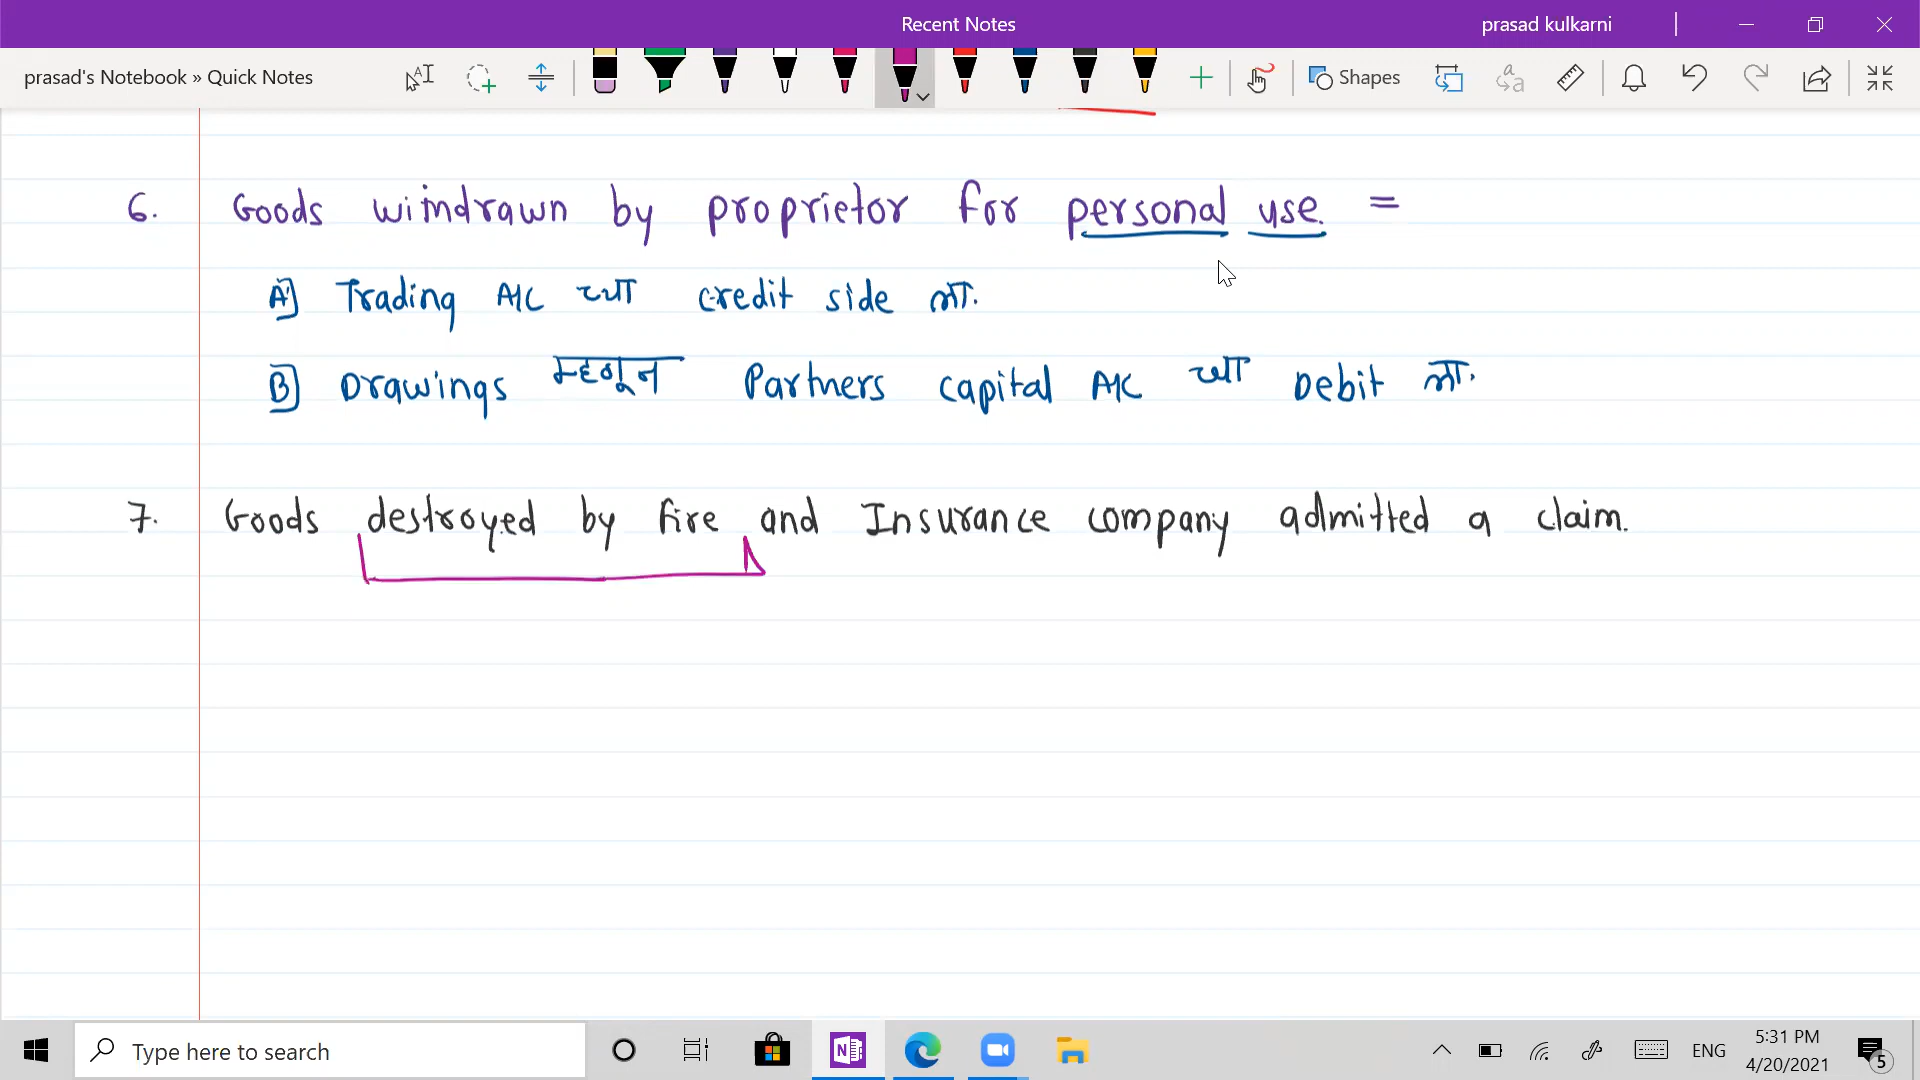 Recent Notes
prasad kulkarni
prasad's Notebook » Quick Notes
Shapes
6. Goods withdrawn by proprietor for personal use. =
A] Trading A/C च्या credit side ला.
B] Drawings म्हणून Partners capital A/C च्या Debit ला.
7. Goods destroyed by fire and Insurance company admitted a claim.
Type here to search
ENG
5:31 PM
4/20/2021
5